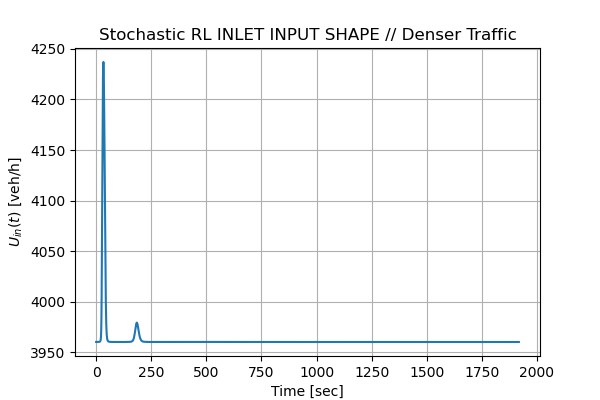 Stochastic RL INLET INPUT SHAPE // Denser Traffic
4250
4200
4150
4100
4050
4000
3950
U_in(t) [veh/h]
0 250 500 750 1000 1250 1500 1750 2000
Time [sec]